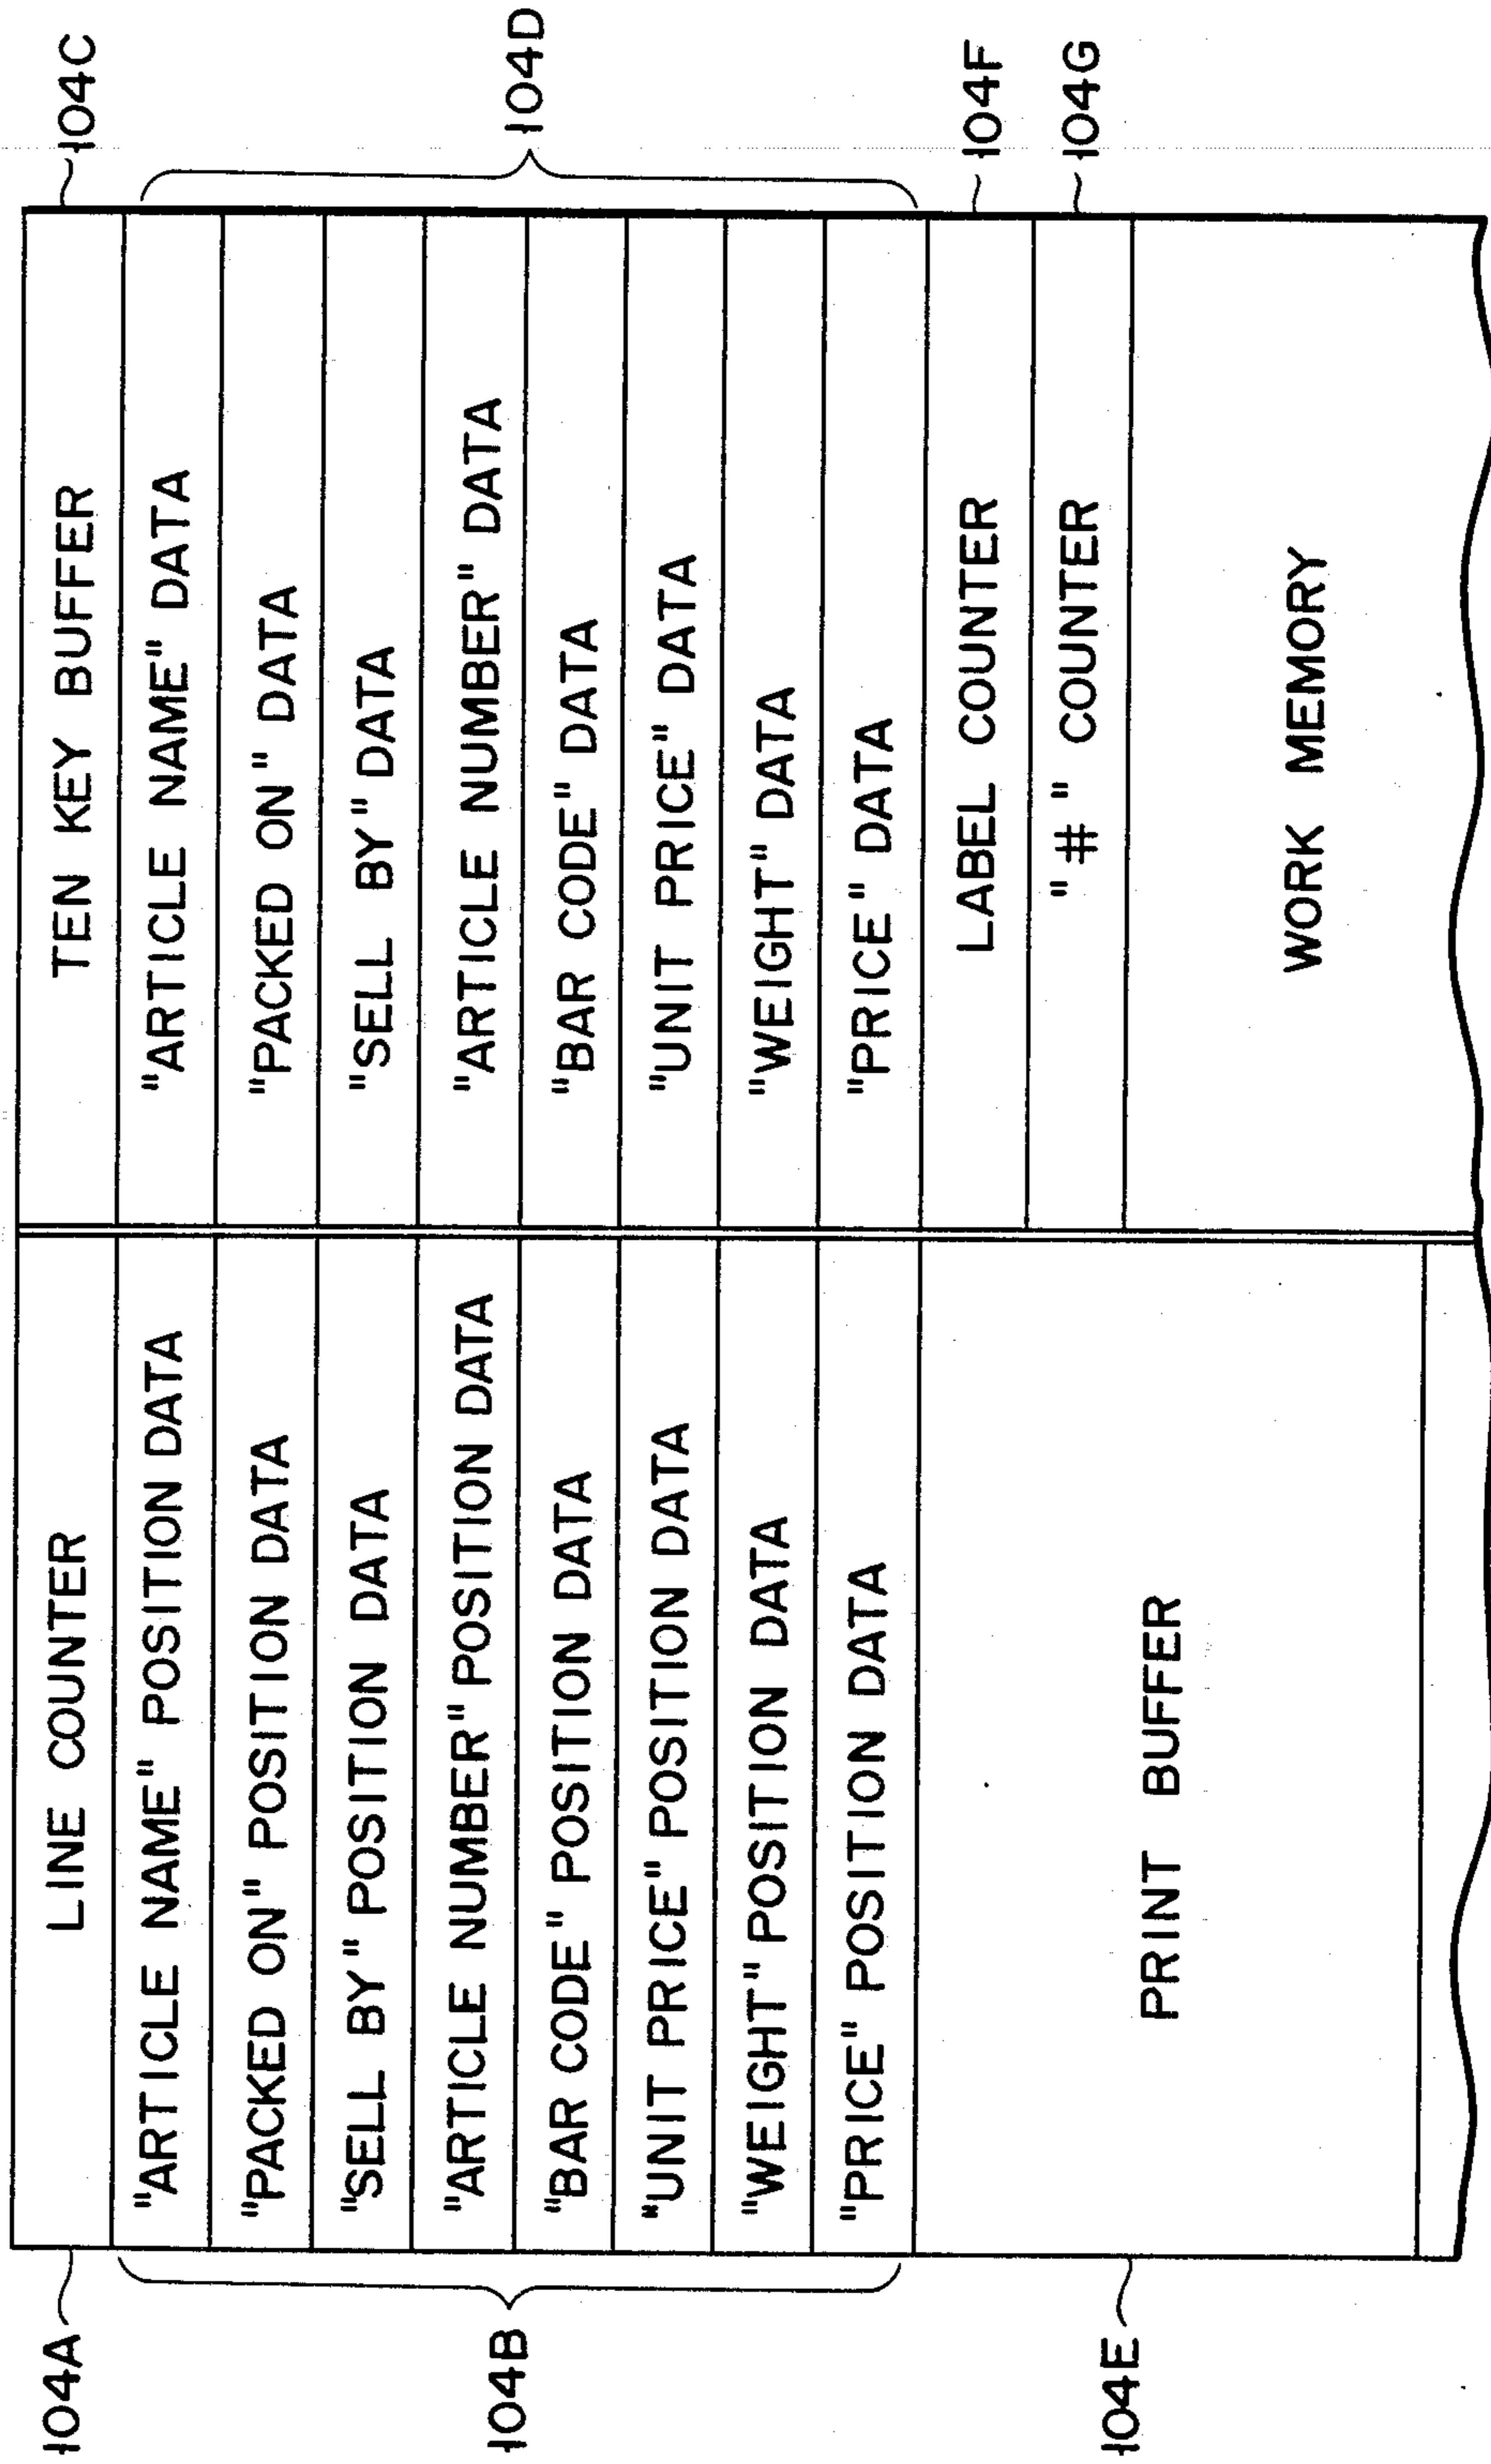 104A
LINE COUNTER
TEN KEY BUFFER
104C
104B
"ARTICLE NAME" POSITION DATA
"PACKED ON" POSITION DATA
"SELL BY" POSITION DATA
"ARTICLE NUMBER" POSITION DATA
"BAR CODE" POSITION DATA
"UNIT PRICE" POSITION DATA
"WEIGHT" POSITION DATA
"PRICE" POSITION DATA
"ARTICLE NAME" DATA
"PACKED ON" DATA
"SELL BY" DATA
"ARTICLE NUMBER" DATA
"BAR CODE" DATA
"UNIT PRICE" DATA
"WEIGHT" DATA
"PRICE" DATA
104D
104E
PRINT BUFFER
LABEL COUNTER
104F
"#" COUNTER
104G
WORK MEMORY